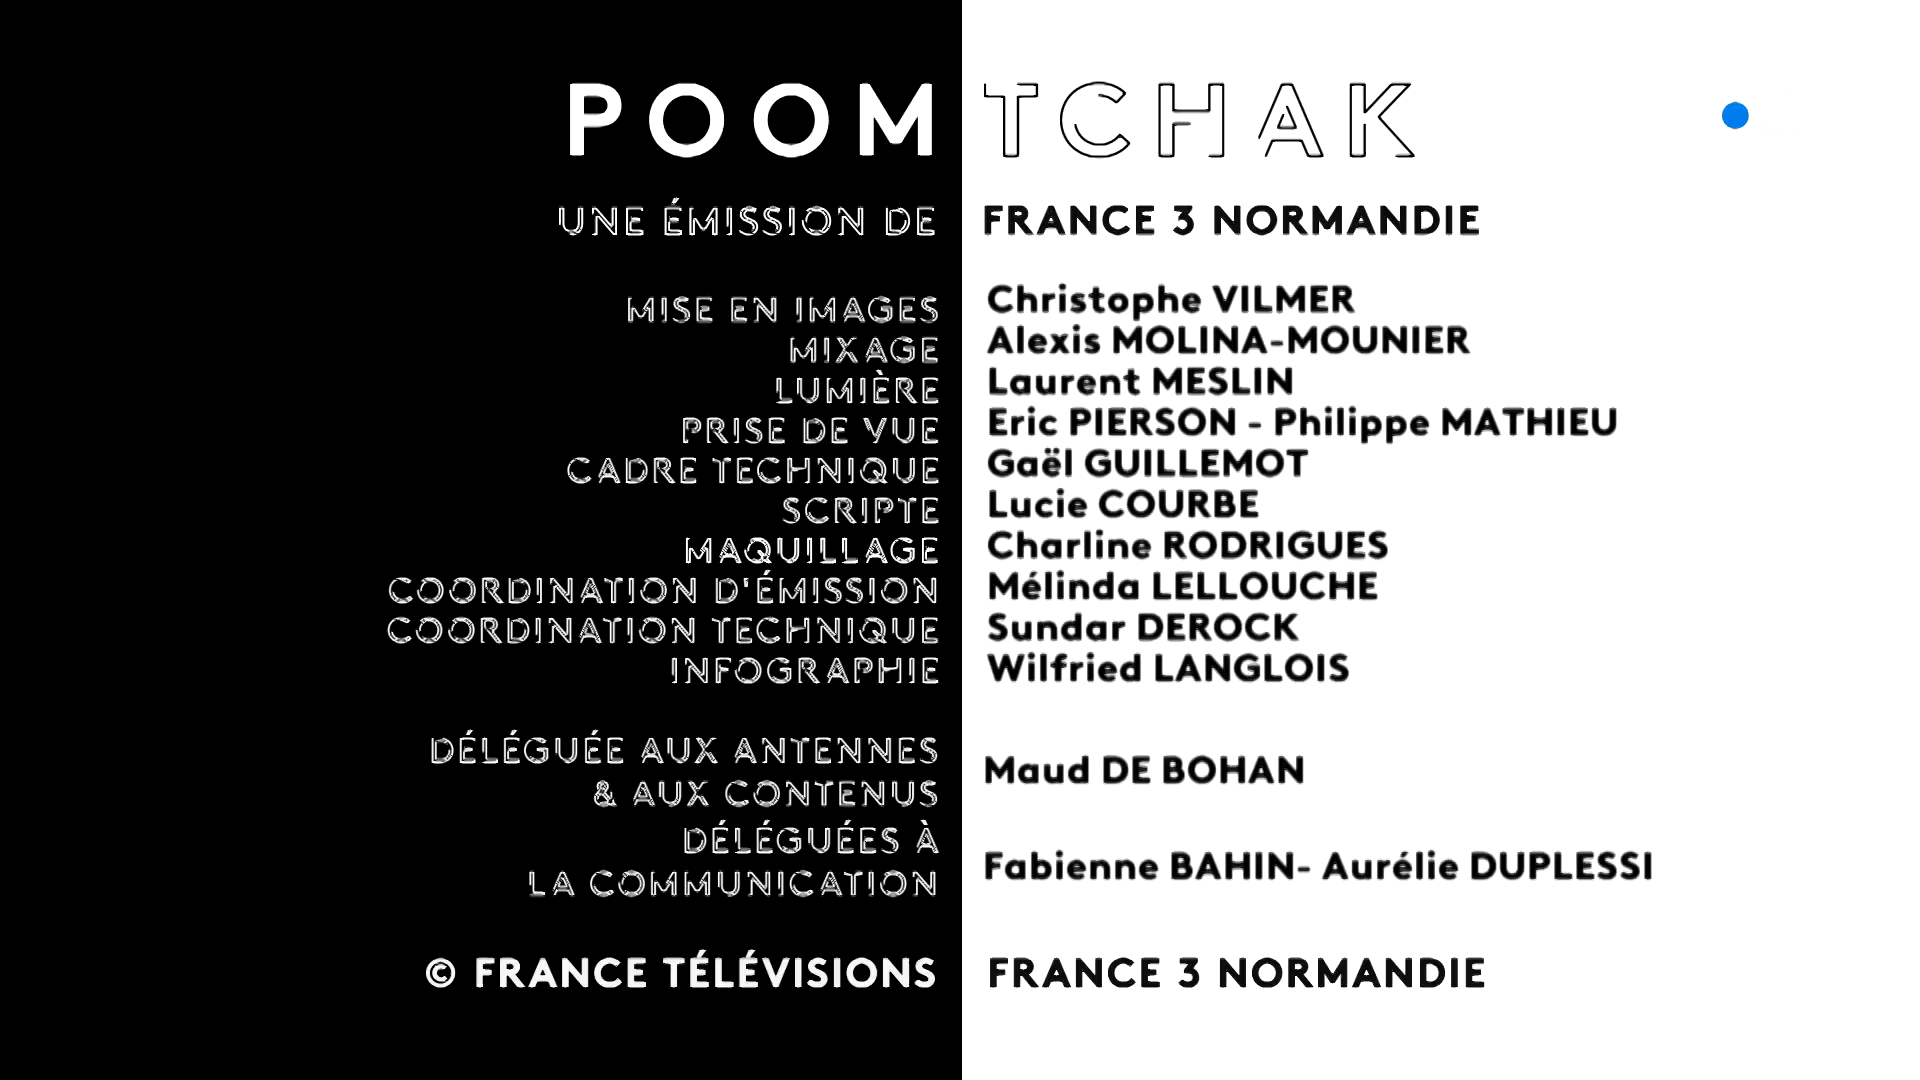 POOM TCHAK
UNE ÉMISSION DE FRANCE 3 NORMANDIE
MISE EN IMAGES Christophe VILMER
MIXAGE Alexis MOLINA-MOUNIER
LUMIÈRE Laurent MESLIN
PRISE DE VUE Eric PIERSON - Philippe MATHIEU
CADRE TECHNIQUE Gaël GUILLEMOT
SCRIPTE Lucie COURBE
MAQUILLAGE Charline RODRIGUES
COORDINATION D'ÉMISSION Mélinda LELLOUCHE
COORDINATION TECHNIQUE Sundar DEROCK
INFOGRAPHIE Wilfried LANGLOIS
DÉLÉGUÉE AUX ANTENNES
& AUX CONTENUS
Maud DE BOHAN
DÉLÉGUÉES À
LA COMMUNICATION
Fabienne BAHIN- Aurélie DUPLESSI
© FRANCE TÉLÉVISIONS FRANCE 3 NORMANDIE